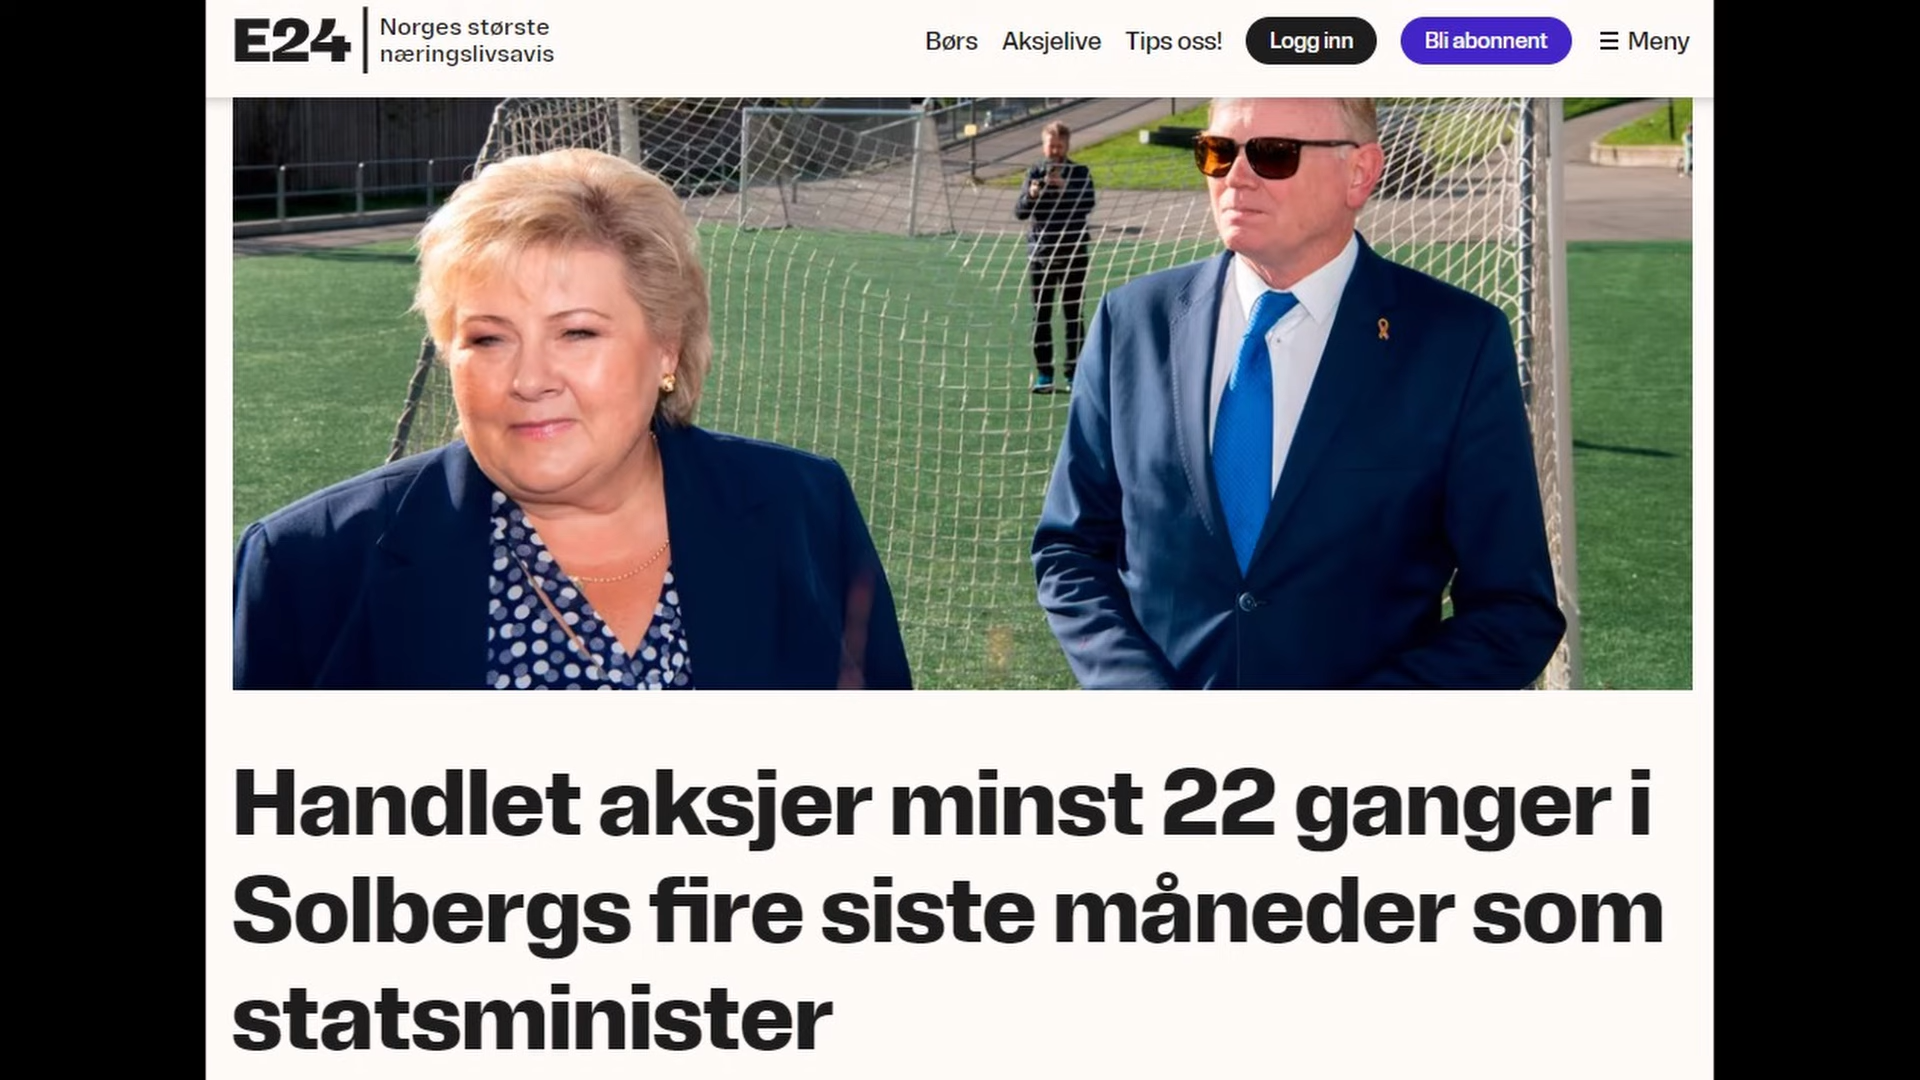 E24
Norges største
næringslivsavis
Børs Aksjelive Tips oss! Logg inn Bli abonnent Meny
Handlet aksjer minst 22 ganger i
Solbergs fire siste måneder som
statsminister